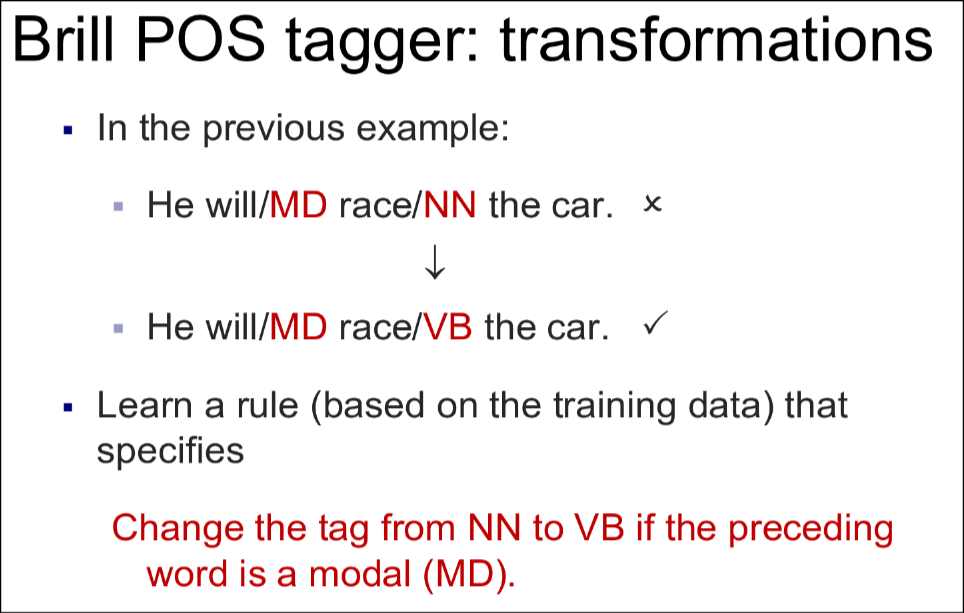 Brill POS tagger: transformations
▪ In the previous example:
▪ He will/MD race/NN the car. ×
↓
▪ He will/MD race/VB the car. ✓
▪ Learn a rule (based on the training data) that
specifies
Change the tag from NN to VB if the preceding
word is a modal (MD).